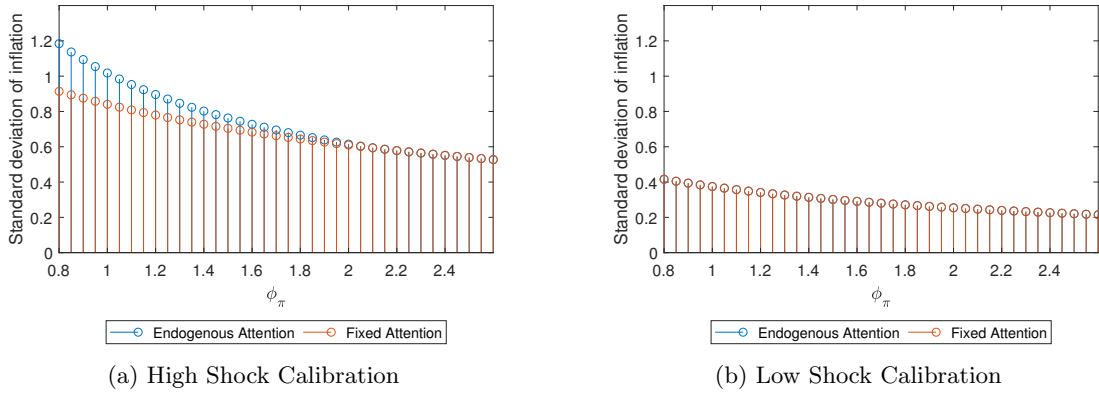 Standard deviation of inflation
1.2
1
0.8
0.6
0.4
0.2
0
0.8 1 1.2 1.4 1.6 1.8 2 2.2 2.4
ϕπ
Endogenous Attention Fixed Attention
(a) High Shock Calibration
Standard deviation of inflation
1.2
1
0.8
0.6
0.4
0.2
0
0.8 1 1.2 1.4 1.6 1.8 2 2.2 2.4
ϕπ
Endogenous Attention Fixed Attention
(b) Low Shock Calibration